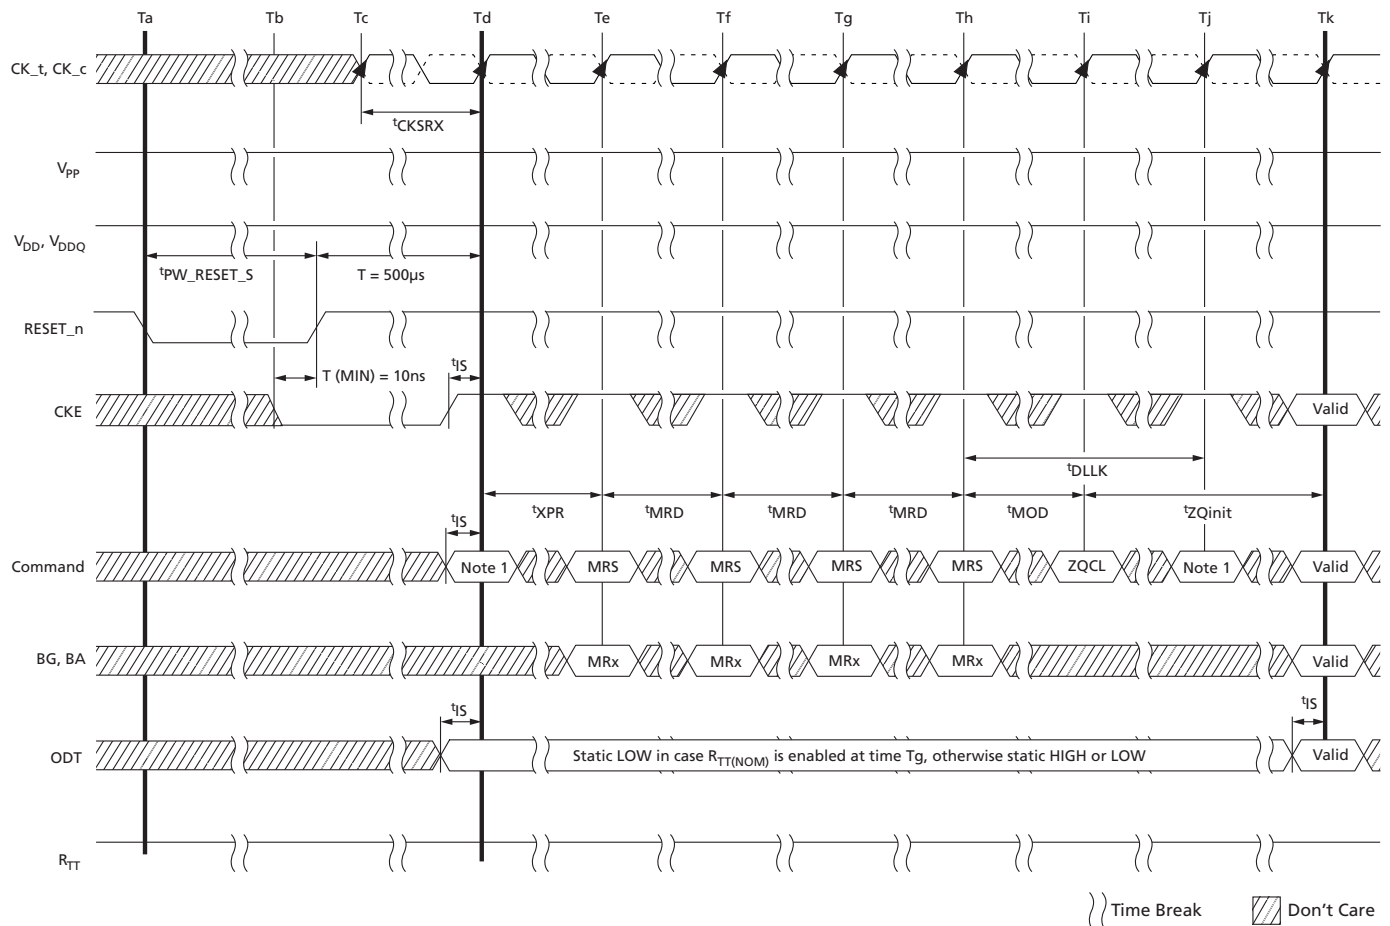 Ta Tb Tc Td Te Tf Tg Th Ti Tj Tk
CK_t, CK_c
tCKSRX
VPP
VDD, VDDQ
tPW_RESET_S T = 500µs
RESET_n
T (MIN) = 10ns tIS
CKE Valid
tDLLK
tXPR tMRD tMRD tMRD tMOD tZQinit
tIS
Command Note 1 MRS MRS MRS MRS ZQCL Note 1 Valid
BG, BA MRx MRx MRx MRx Valid
tIS tIS
ODT Static LOW in case RTT(NOM) is enabled at time Tg, otherwise static HIGH or LOW Valid
RTT
Time Break Don't Care